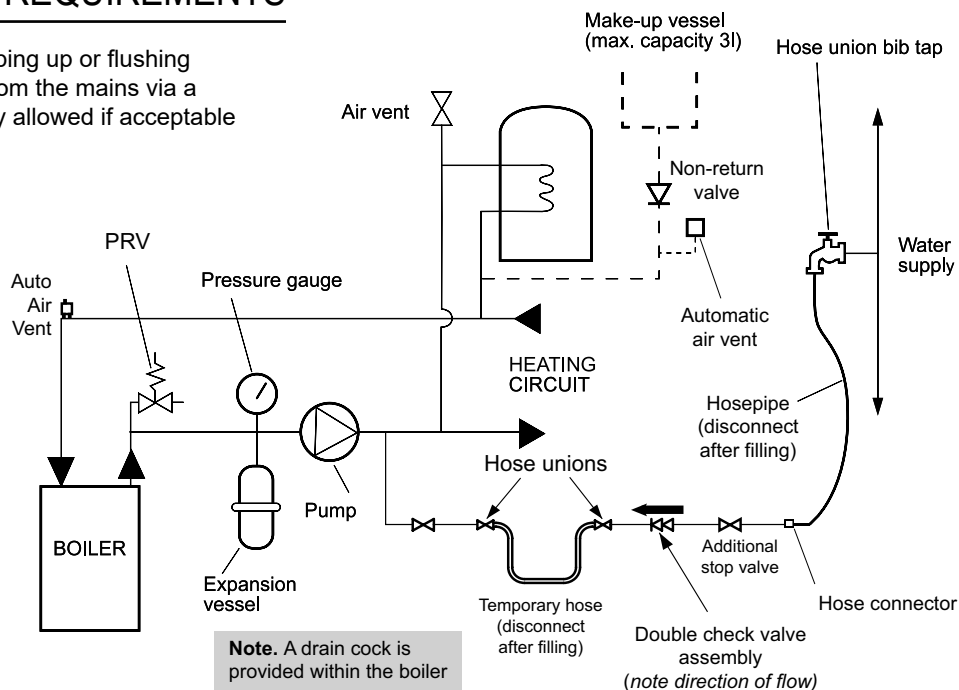 REQUIREMENTS
ping up or flushing
om the mains via a
y allowed if acceptable
Make-up vessel
(max. capacity 3l)
Hose union bib tap
Air vent
Non-return
valve
PRV
Pressure gauge
Auto
Air
Vent
Water
supply
Automatic
air vent
HEATING
CIRCUIT
Hosepipe
(disconnect
after filling)
Hose unions
Pump
BOILER
Additional
stop valve
Expansion
vessel
Temporary hose
(disconnect
after filling)
Hose connector
Double check valve
assembly
(note direction of flow)
Note. A drain cock is
provided within the boiler